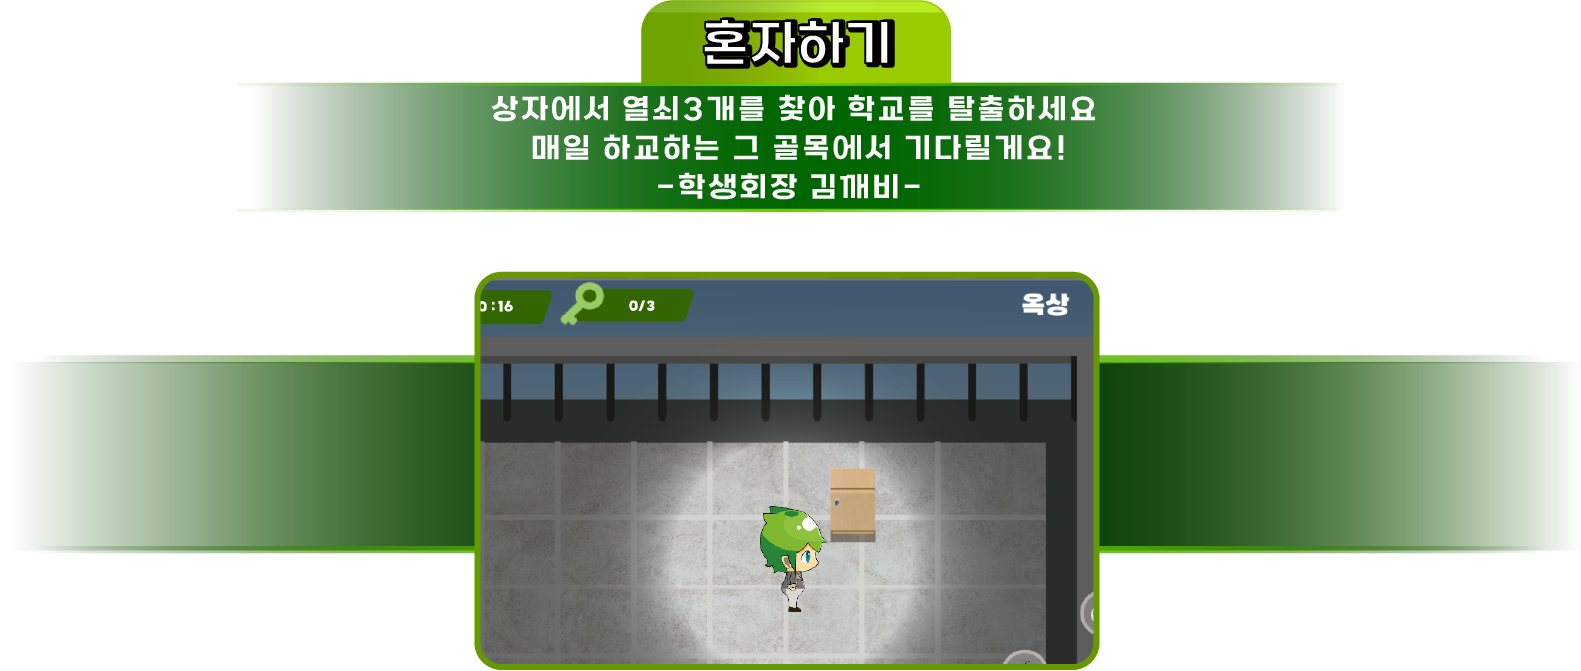 혼자하기
상자에서 열쇠3개를 찾아 학교를 탈출하세요
매일 하교하는 그 골목에서 기다릴게요!
-학생회장 김깨비-
0:16
0/3
옥상